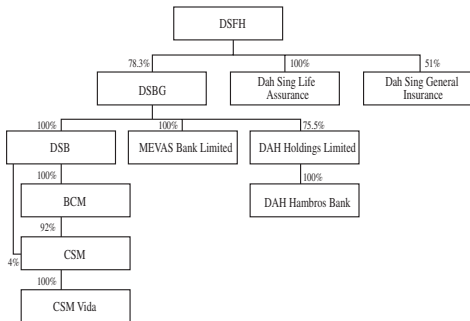 DSFH
78.3%
100%
51%
DSBG
Dah Sing Life
Assurance
Dah Sing General
Insurance
100%
100%
75.5%
DSB
MEVAS Bank Limited
DAH Holdings Limited
100%
100%
BCM
DAH Hambros Bank
92%
CSM
4%
100%
CSM Vida